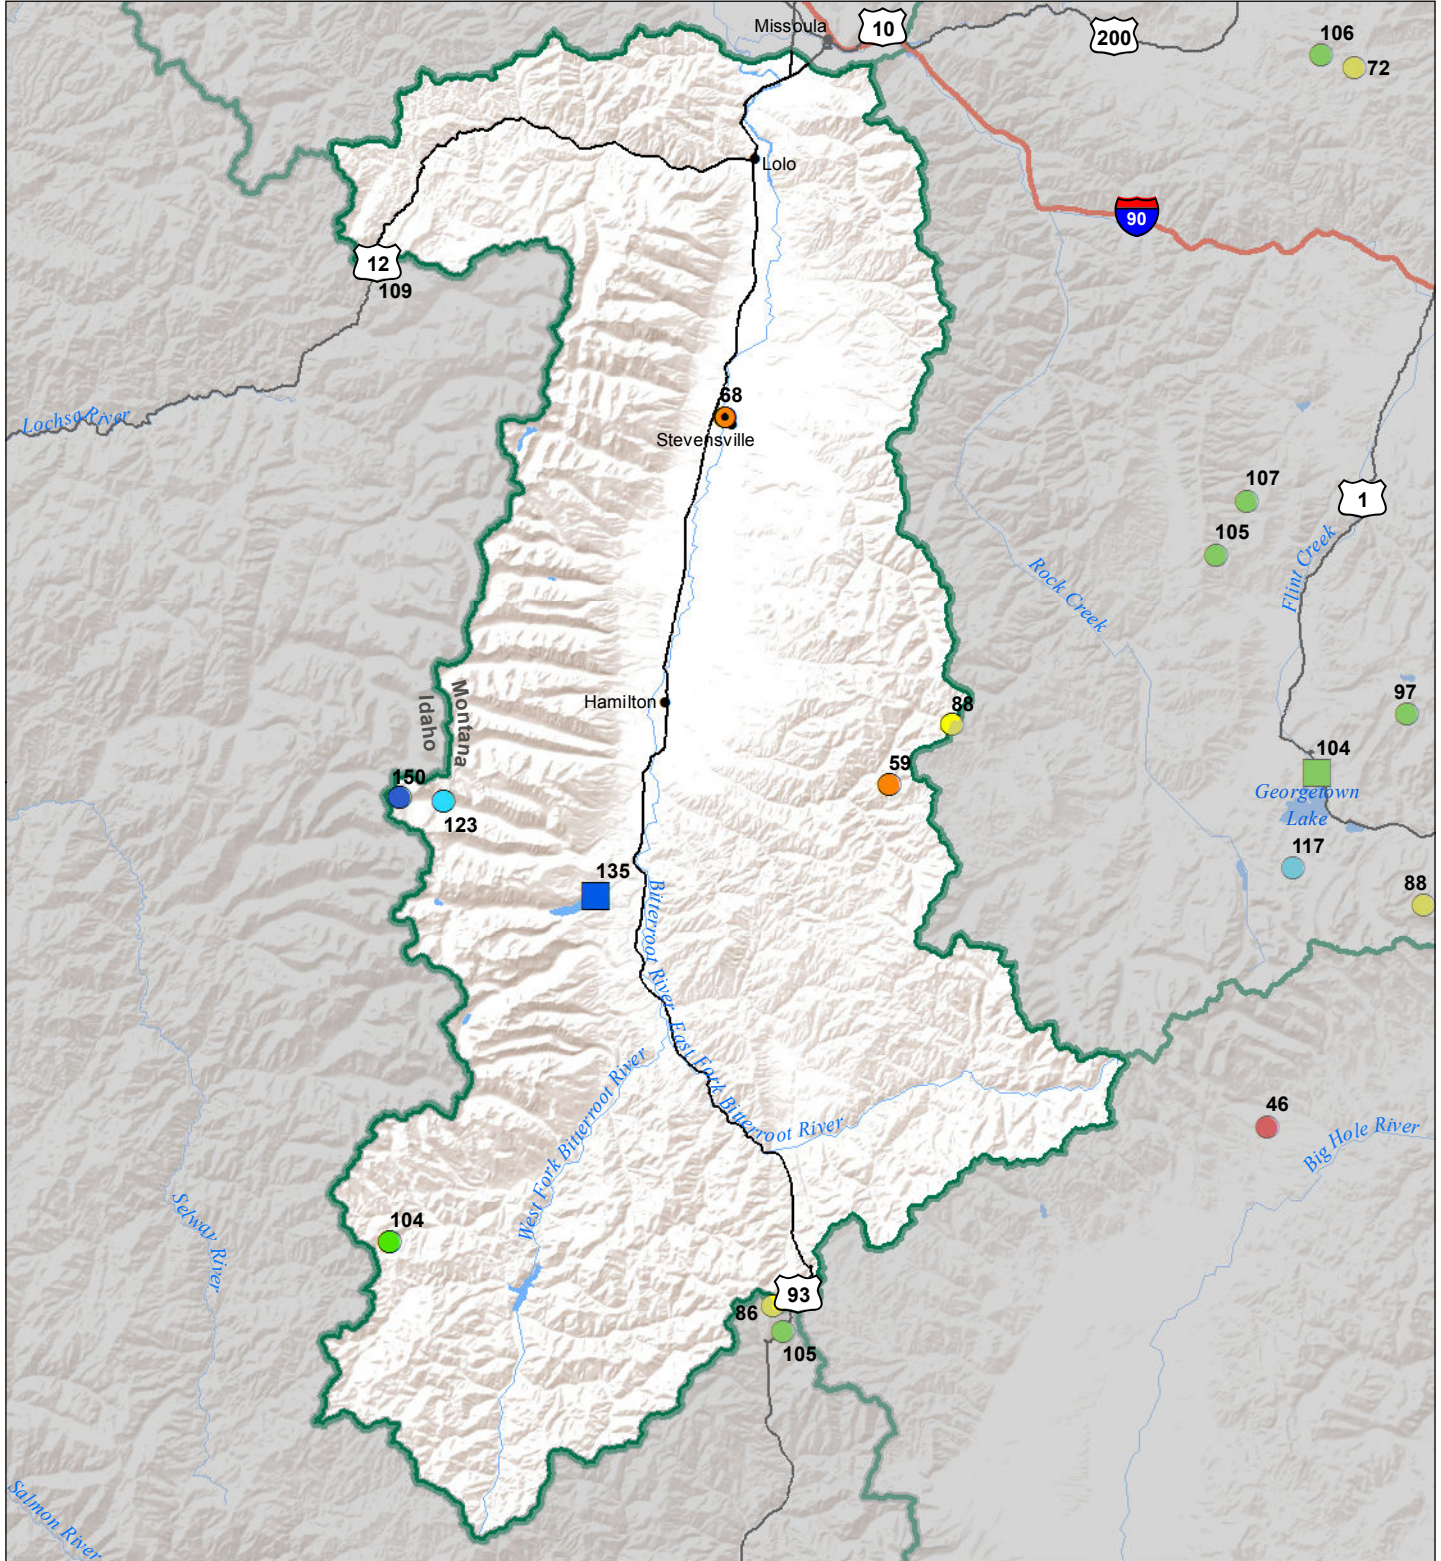 Missoula
10
200
106
72
Lolo
90
12
109
Lochsa River
68
Stevensville
107
1
105
Flint Creek
Rock Creek
Montana
Idaho
Hamilton
88
97
59
104
150
Georgetown
Lake
123
117
135
88
Bitterroot River
East Fork Bitterroot River
West Fork Bitterroot River
46
Big Hole River
Selway River
104
93
86
105
Salmon River